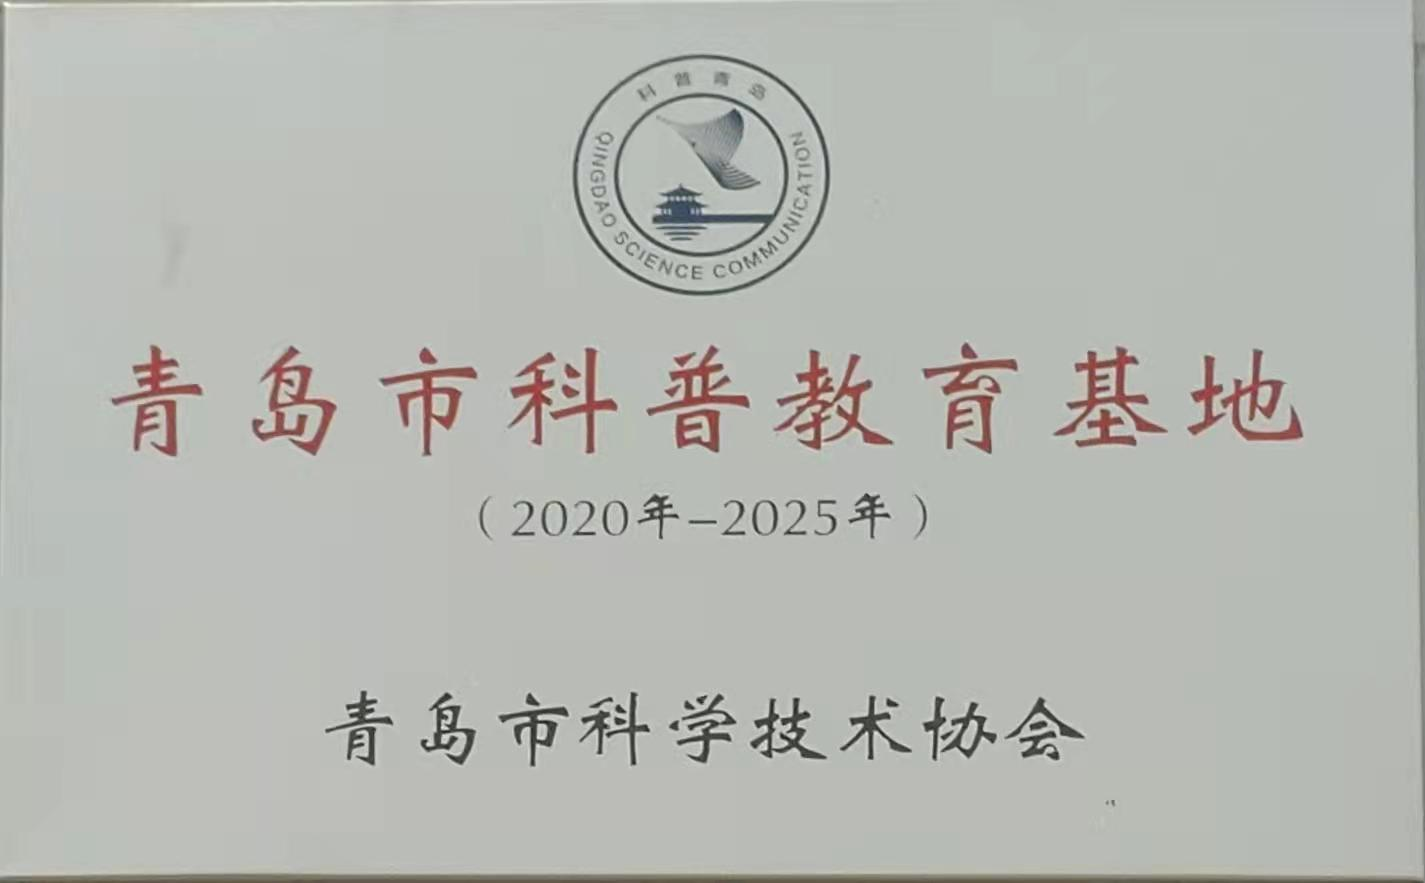 科普青岛
QINGDAO SCIENCE COMMUNICATION
青岛市科普教育基地
（2020年-2025年）
青岛市科学技术协会